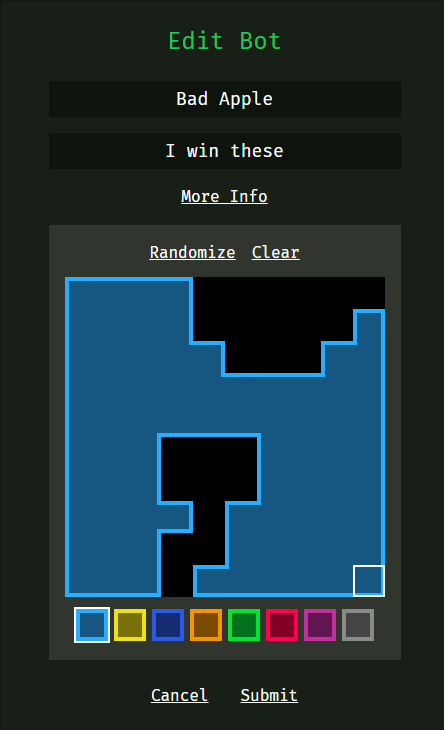 Edit Bot
Bad Apple
I win these
More Info
Randomize Clear
Cancel Submit